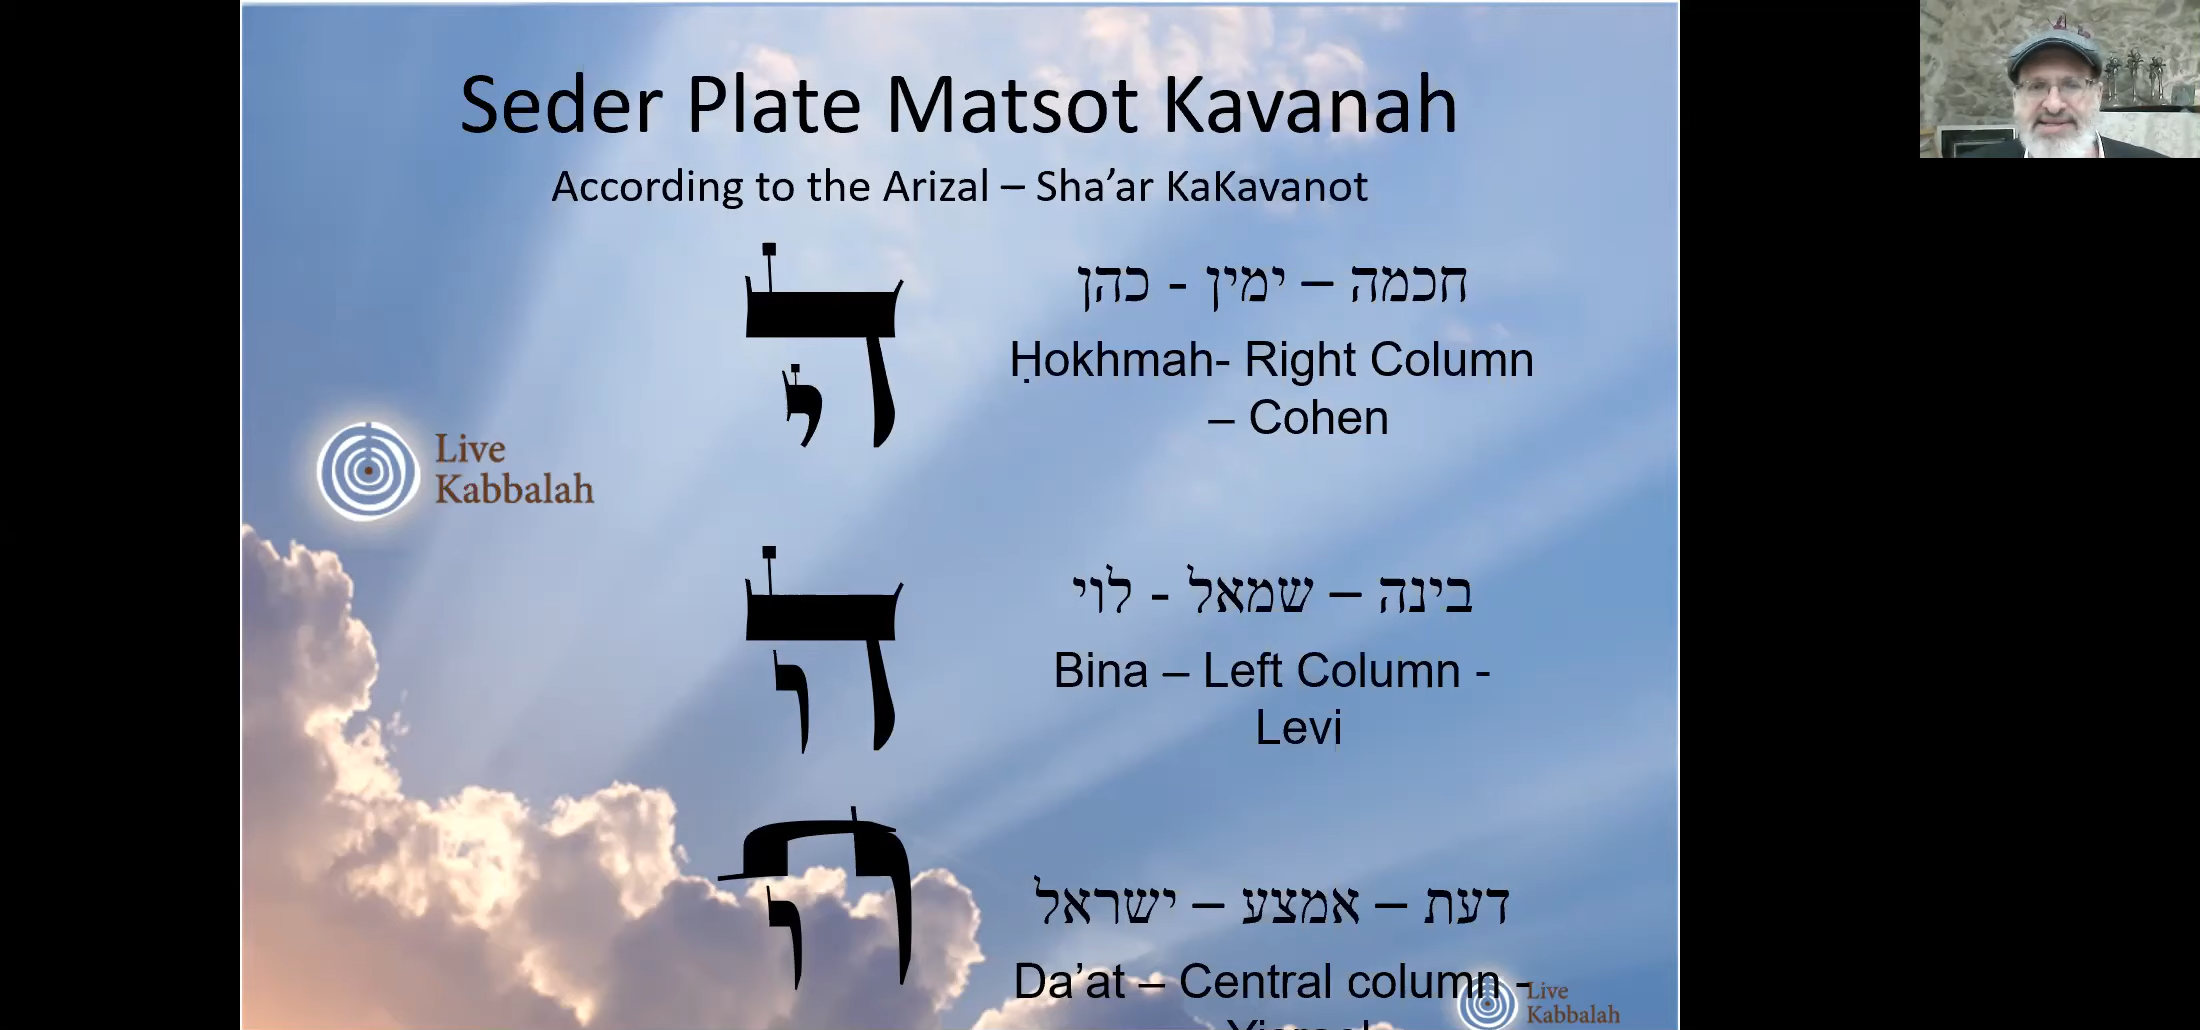 Seder Plate Matsot Kavanah
According to the Arizal – Sha’ar KaKavanot
הֹ
יֹ
חכמה – ימין - כהן
Ḥokhmah- Right Column
– Cohen
Live
Kabbalah
הֹ
ו
בינה – שמאל - לוי
Bina – Left Column -
Levi
ו
דעת – אמצע – ישראל
Da’at – Central column -
Live
Kabbalah